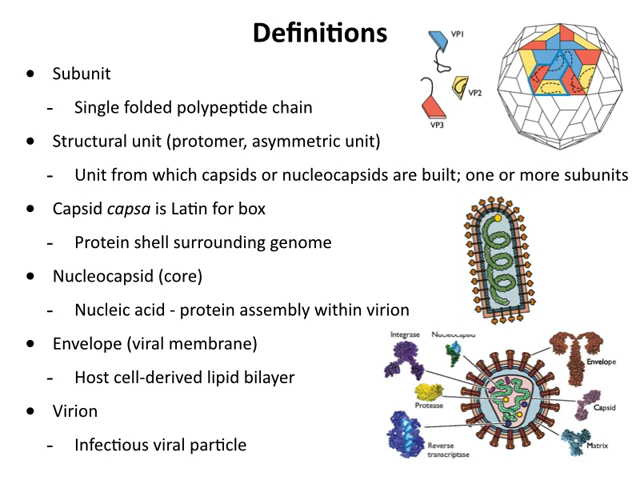 Definitions
• Subunit
- Single folded polypeptide chain
• Structural unit (protomer, asymmetric unit)
- Unit from which capsids or nucleocapsids are built; one or more subunits
• Capsid capsa is Latin for box
- Protein shell surrounding genome
• Nucleocapsid (core)
- Nucleic acid - protein assembly within virion
• Envelope (viral membrane)
- Host cell-derived lipid bilayer
• Virion
- Infectious viral particle
VP1
VP2
VP3
Integrase
Nucleocapsid
Envelope
Protease
Capsid
Reverse
transcriptase
Matrix